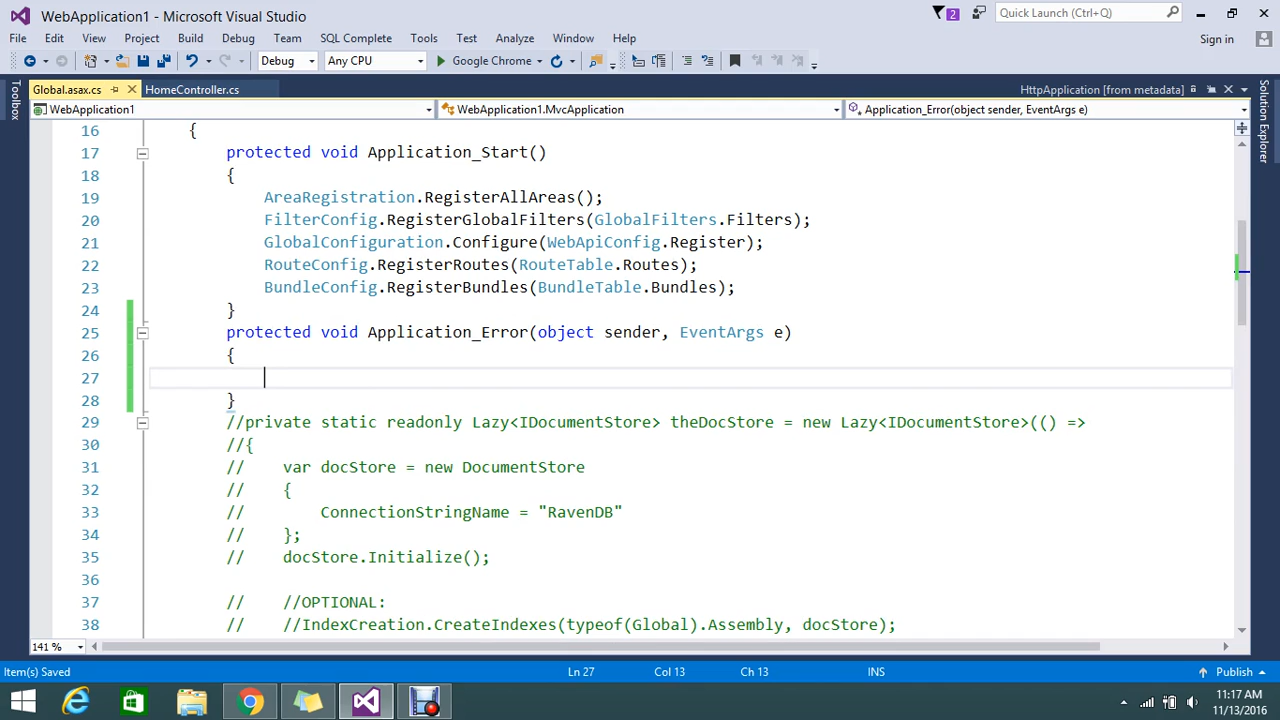 WebApplication1 - Microsoft Visual Studio
2
Quick Launch (Ctrl+Q)
File Edit View Project Build Debug Team SQL Complete Tools Test Analyze Window Help
Sign in
Debug Any CPU Google Chrome
Toolbox
Global.asax.cs HomeController.cs HttpApplication [from metadata]
Solution Explorer
WebApplication1 WebApplication1.MvcApplication Application_Error(object sender, EventArgs e)
16 {
17 protected void Application_Start()
18 {
19 AreaRegistration.RegisterAllAreas();
20 FilterConfig.RegisterGlobalFilters(GlobalFilters.Filters);
21 GlobalConfiguration.Configure(WebApiConfig.Register);
22 RouteConfig.RegisterRoutes(RouteTable.Routes);
23 BundleConfig.RegisterBundles(BundleTable.Bundles);
24 }
25 protected void Application_Error(object sender, EventArgs e)
26 {
27
28 }
29 //private static readonly Lazy<IDocumentStore> theDocStore = new Lazy<IDocumentStore>(() =>
30 //{
31 // var docStore = new DocumentStore
32 // {
33 // ConnectionStringName = "RavenDB"
34 // };
35 // docStore.Initialize();
36
37 // //OPTIONAL:
38 // //IndexCreation.CreateIndexes(typeof(Global).Assembly, docStore);
141 %
Item(s) Saved Ln 27 Col 13 Ch 13 INS Publish
11:17 AM
11/13/2016